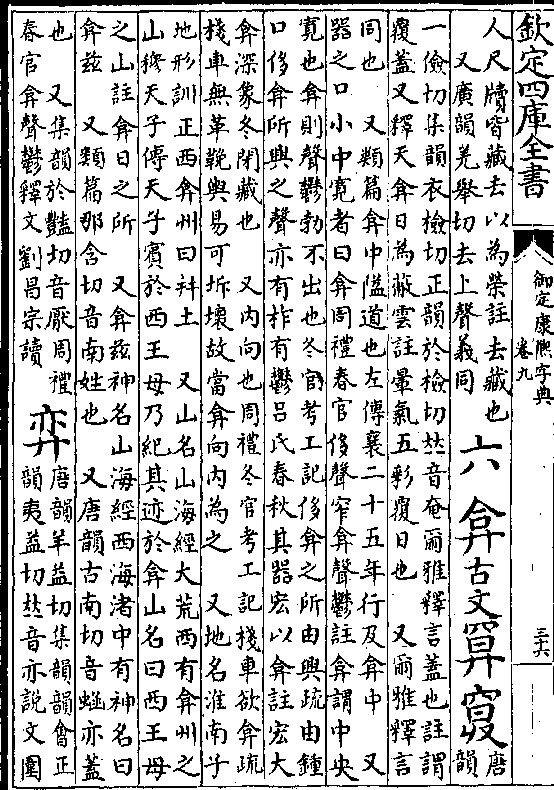 欽定四庫全書
御定康熙字典
卷九
三十六
人尺牘皆藏去以為榮註去藏也
又廣韻羌舉切去上聲義同
六 弇古文𡩴㝮唐韻
一儉切集韻衣檢切正韻於檢切𠀤音奄爾雅釋言蓋也註謂
覆蓋又釋天弇日為蔽雲註暈氣五彩覆日也 又爾雅釋言
同也 又類篇弇中隘道也左傳襄二十五年行及弇中 又
器之口小中寬者曰弇周禮春官侈聲窄弇聲鬱註弇謂中央
寬也弇則聲鬱勃不出也冬官考工記侈弇之所由興疏由鐘
口侈弇所興之聲亦有柞有鬱呂氏春秋其器宏以弇註宏大
弇深象冬閉藏也 又內向也周禮冬官考工記棧車欲弇疏
棧車無革鞔輿易可坼壞故當弇向內為之 又地名淮南子
地形訓正西弇州曰幷土 又山名山海經大荒西有弇州之
山穆天子傳天子賓於西王母乃紀其迹於弇山名曰西王母
之山註弇日之所 又弇茲神名山海經西海渚中有神名曰
弇兹 又類篇那含切音南姓也 又唐韻古南切音𧖙亦蓋
也 又集韻於豔切音厭周禮
春官弇聲鬱釋文劉昌宗讀
弈唐韻羊益切集韻韻會正
韻夷益切𠀤音亦說文圍